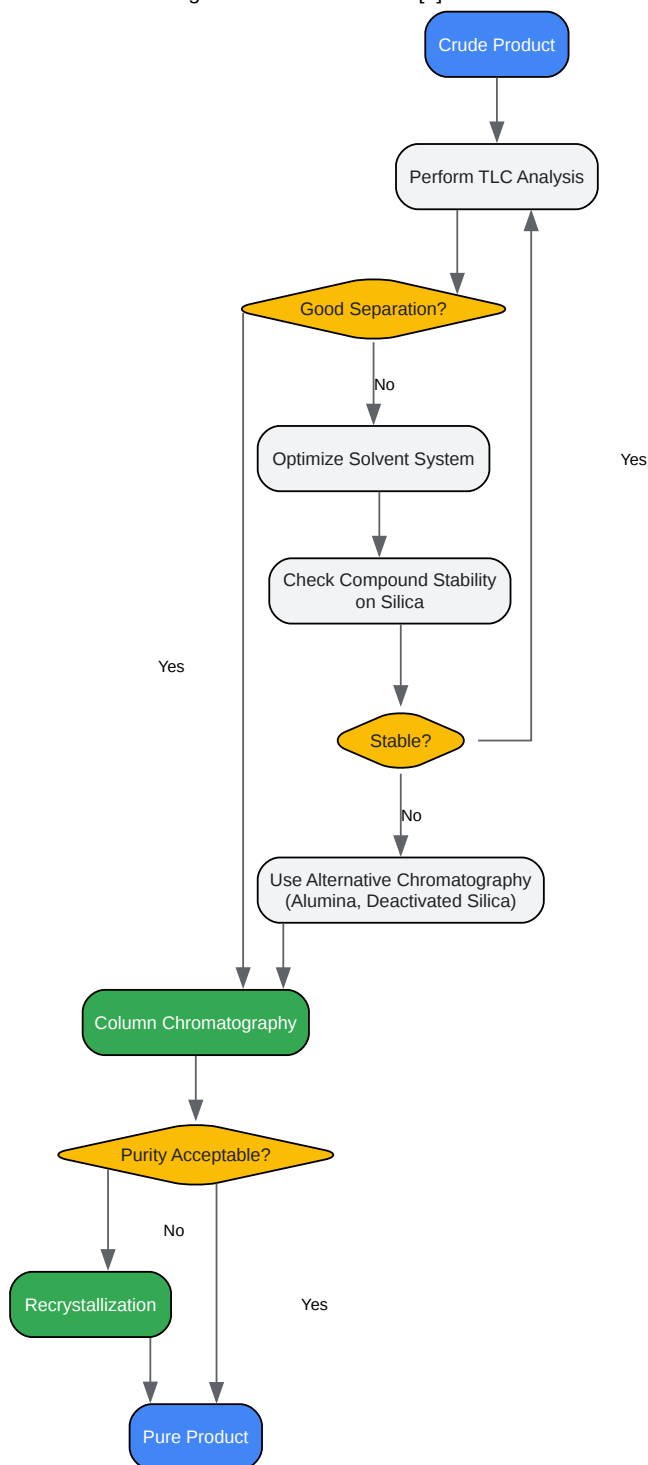 Crude Product
Perform TLC Analysis
Good Separation?
No
Optimize Solvent System
Yes
Check Compound Stability
on Silica
Yes
Stable?
No
Use Alternative Chromatography
(Alumina, Deactivated Silica)
Column Chromatography
Purity Acceptable?
No
Recrystallization
Yes
Pure Product